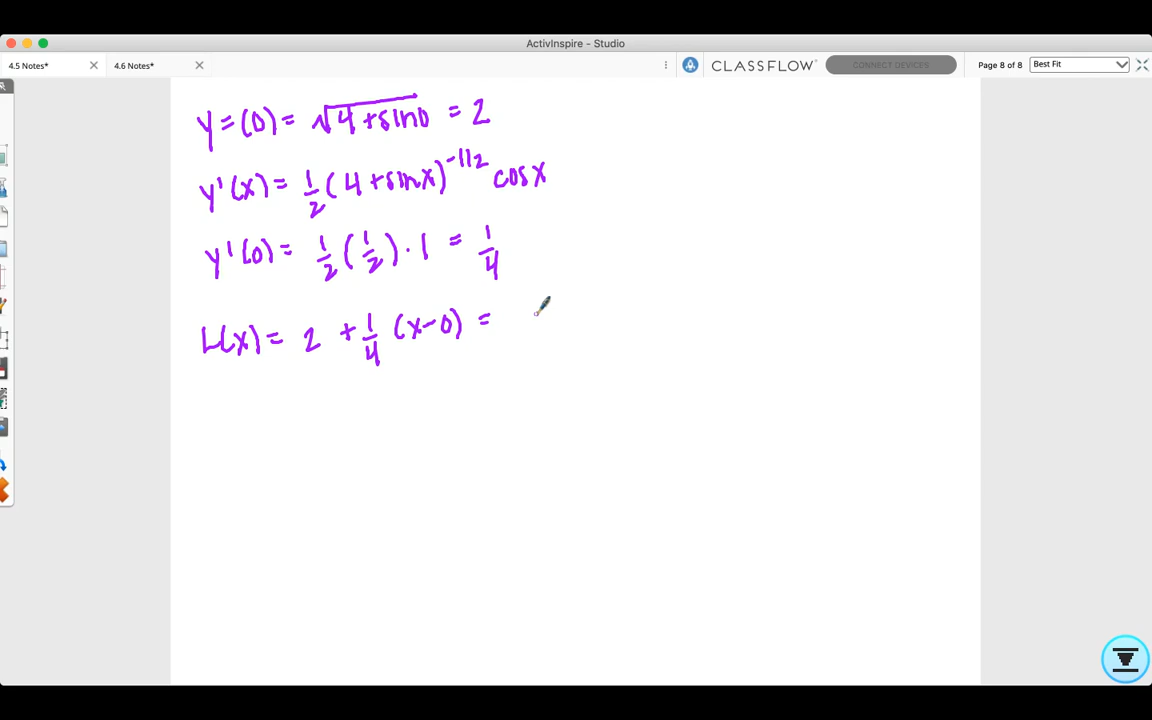 ActivInspire - Studio
4.5 Notes*
4.6 Notes*
CLASSFLOW
CONNECT DEVICES
Page 8 of 8
Best Fit
y=(0) = √4+sin0 = 2
y'(x) = 1/2 (4+sinx)^-1/2 cosx
y'(0) = 1/2 (1/2) · 1 = 1/4
L(x) = 2 + 1/4 (x-0) =